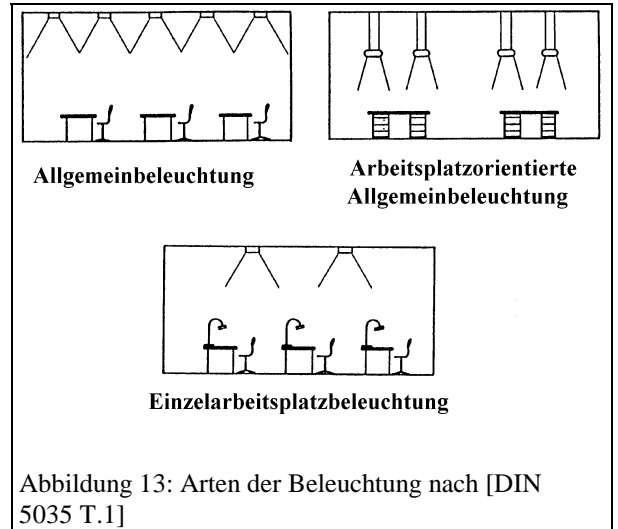 Allgemeinbeleuchtung
Arbeitsplatzorientierte
Allgemeinbeleuchtung
Einzelarbeitsplatzbeleuchtung
Abbildung 13: Arten der Beleuchtung nach [DIN
5035 T.1]